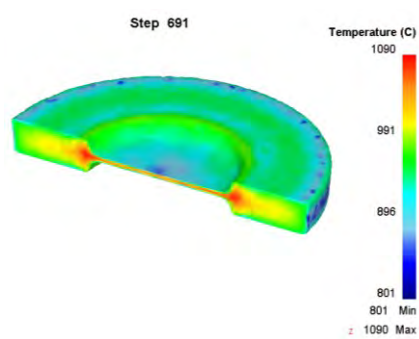 Step 691
Temperature (C)
1090
991
896
801
801 Min
z 1090 Max